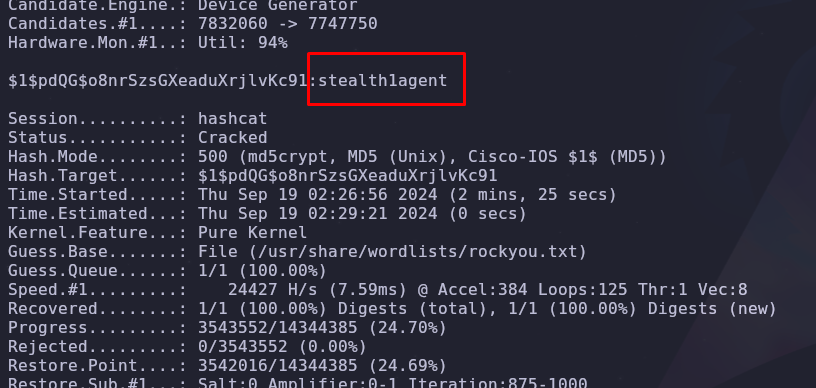 Candidate.Engine.: Device Generator
Candidates.#1....: 7832060 -> 7747750
Hardware.Mon.#1..: Util: 94%
$1$pdQG$o8nrSzsGXeaduXrjlvKc91:stealth1agent
Session..........: hashcat
Status...........: Cracked
Hash.Mode........: 500 (md5crypt, MD5 (Unix), Cisco-IOS $1$ (MD5))
Hash.Target......: $1$pdQG$o8nrSzsGXeaduXrjlvKc91
Time.Started.....: Thu Sep 19 02:26:56 2024 (2 mins, 25 secs)
Time.Estimated...: Thu Sep 19 02:29:21 2024 (0 secs)
Kernel.Feature...: Pure Kernel
Guess.Base.......: File (/usr/share/wordlists/rockyou.txt)
Guess.Queue......: 1/1 (100.00%)
Speed.#1.........:    24427 H/s (7.59ms) @ Accel:384 Loops:125 Thr:1 Vec:8
Recovered........: 1/1 (100.00%) Digests (total), 1/1 (100.00%) Digests (new)
Progress.........: 3543552/14344385 (24.70%)
Rejected.........: 0/3543552 (0.00%)
Restore.Point....: 3542016/14344385 (24.69%)
Restore.Sub.#1...: Salt:0 Amplifier:0-1 Iteration:875-1000